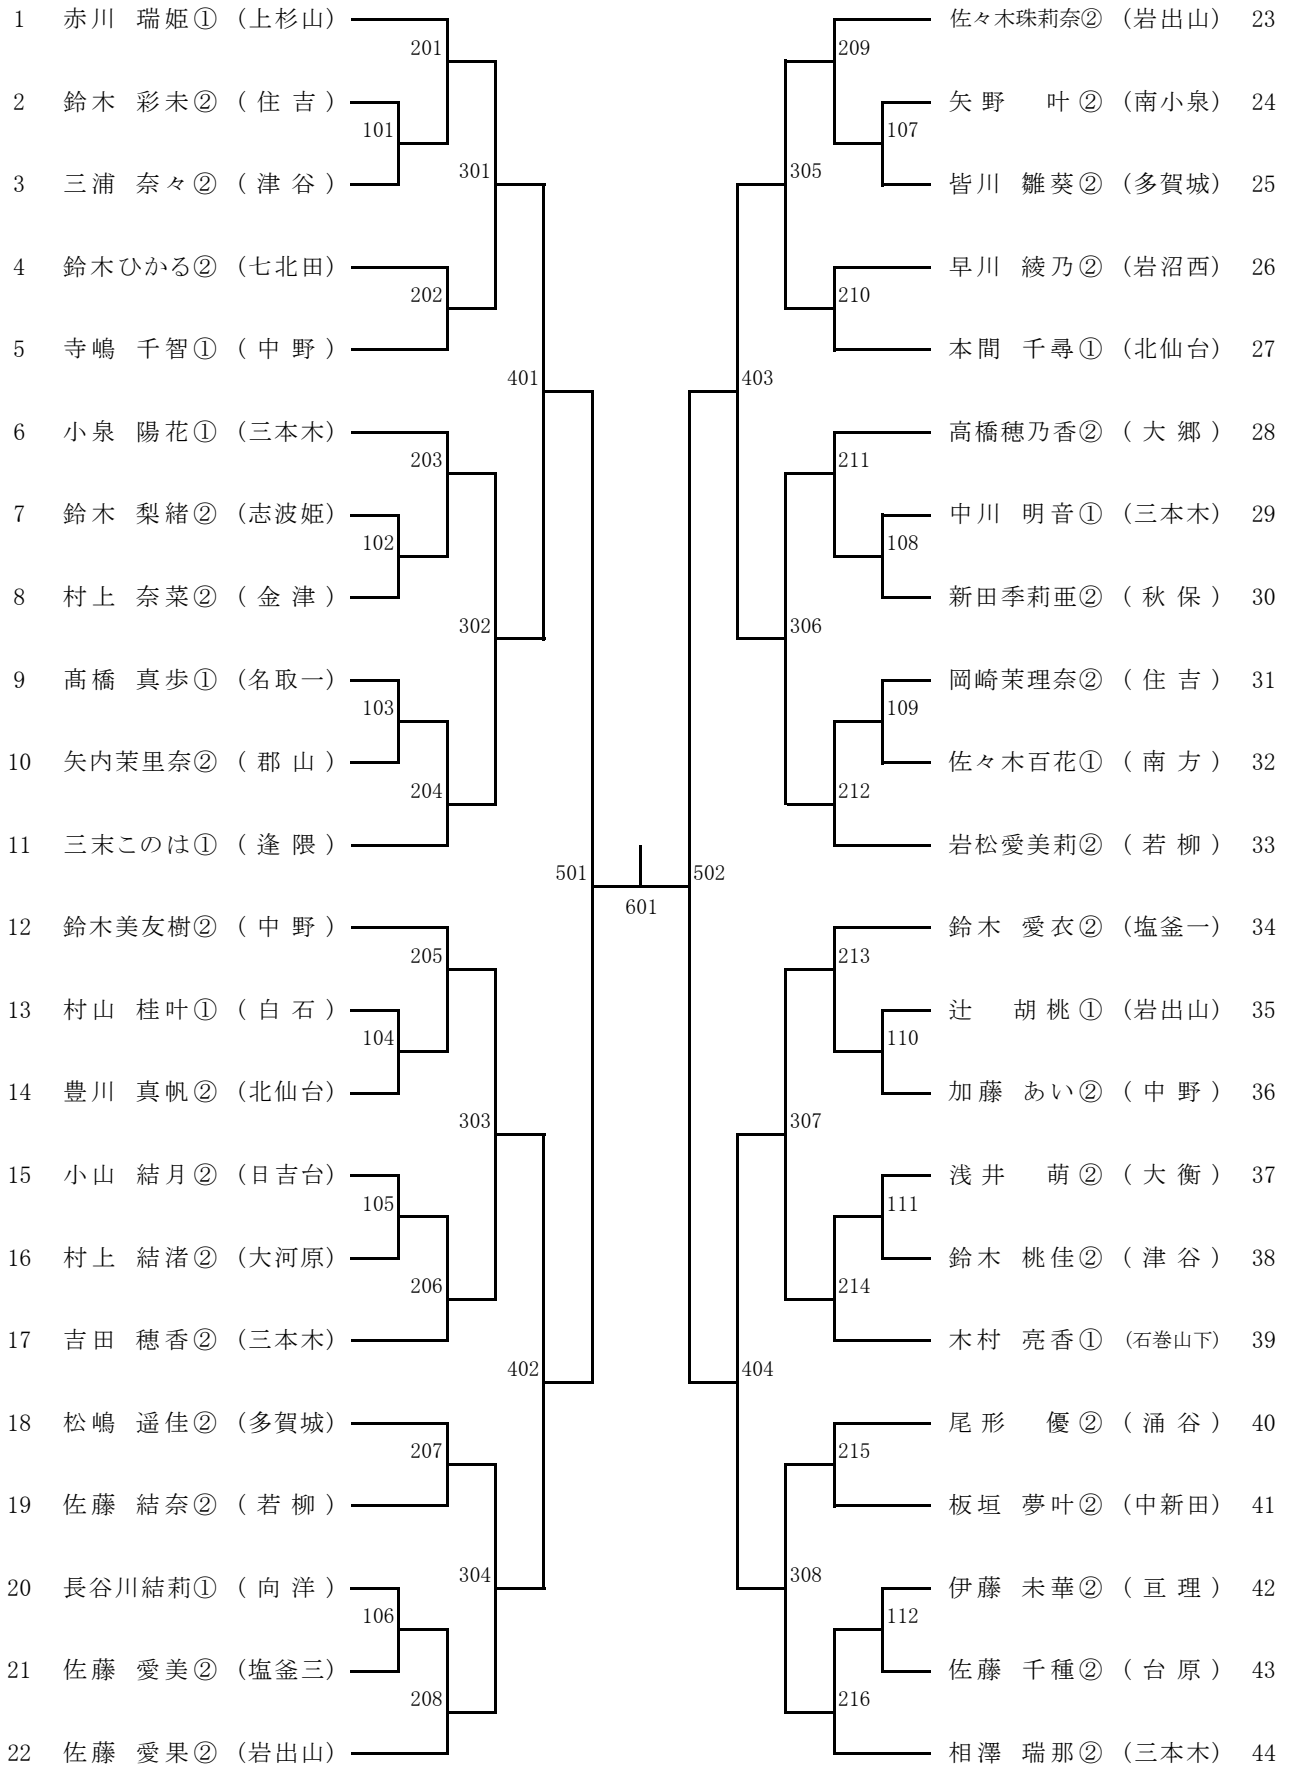 1 赤川 瑞姫① (上杉山)
201
2 鈴木 彩未② (住吉)
101
3 三浦 奈々② (津谷)
301
4 鈴木ひかる② (七北田)
202
5 寺嶋 千智① (中野)
401
6 小泉 陽花① (三本木)
203
7 鈴木 梨緒② (志波姫)
102
8 村上 奈菜② (金津)
302
9 髙橋 真歩① (名取一)
103
10 矢内茉里奈② (郡山)
204
11 三末このは① (逢隈)
501
12 鈴木美友樹② (中野)
205
13 村山 桂叶① (白石)
104
14 豊川 真帆② (北仙台)
303
15 小山 結月② (日吉台)
105
16 村上 結渚② (大河原)
206
17 吉田 穂香② (三本木)
402
18 松嶋 遥佳② (多賀城)
207
19 佐藤 結奈② (若柳)
304
20 長谷川結莉① (向洋)
106
21 佐藤 愛美② (塩釜三)
208
22 佐藤 愛果② (岩出山)
601
佐々木珠莉奈② (岩出山) 23
209
矢野 叶② (南小泉) 24
107
皆川 雛葵② (多賀城) 25
305
早川 綾乃② (岩沼西) 26
210
本間 千尋① (北仙台) 27
403
高橋穂乃香② (大郷) 28
211
中川 明音① (三本木) 29
108
新田季莉亜② (秋保) 30
306
岡崎茉理奈② (住吉) 31
109
佐々木百花① (南方) 32
212
岩松愛美莉② (若柳) 33
502
鈴木 愛衣② (塩釜一) 34
213
辻 胡桃① (岩出山) 35
110
加藤 あい② (中野) 36
307
浅井 萌② (大衡) 37
111
鈴木 桃佳② (津谷) 38
214
木村 亮香① (石巻山下) 39
404
尾形 優② (涌谷) 40
215
板垣 夢叶② (中新田) 41
308
伊藤 未華② (亘理) 42
112
佐藤 千種② (台原) 43
216
相澤 瑞那② (三本木) 44